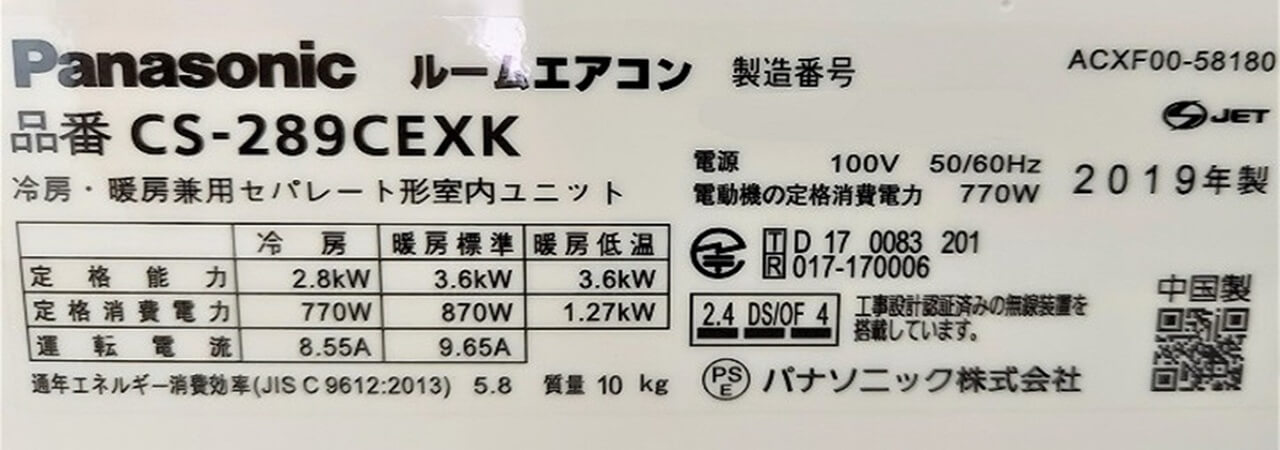 Panasonic ルームエアコン 製造番号
ACXF00-58180
品番 CS-289CEXK
JET
冷房・暖房兼用セパレート形室内ユニット
電源 100V 50/60Hz
電動機の定格消費電力 770W
2019年製
冷房 暖房標準 暖房低温
定格能力 2.8kW 3.6kW 3.6kW
定格消費電力 770W 870W 1.27kW
運転電流 8.55A 9.65A
通年エネルギー消費効率(JIS C 9612:2013) 5.8 質量 10 kg
T D 17 0083 201
R 017-170006
2.4 DS/OF 4
工事設計認証済みの無線装置を
搭載しています。
中国製
PS
E
パナソニック株式会社